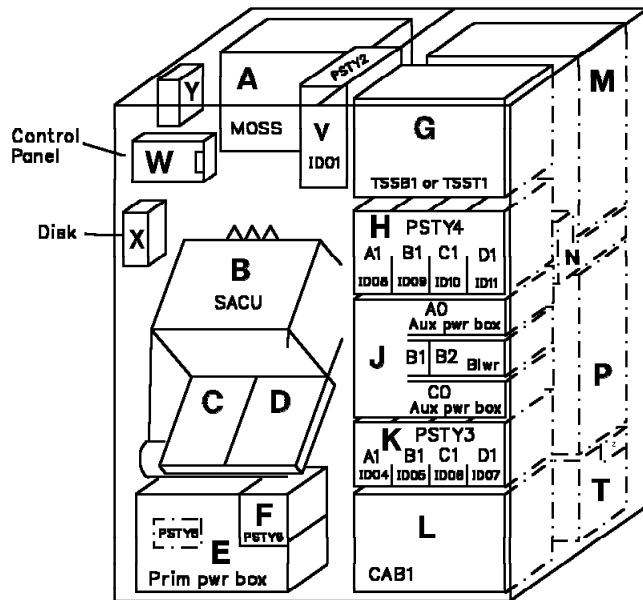 PSTY2
Y
A
M
MOSS
V
ID01
G
Control
Panel
W
TSSB1 or TSST1
Disk
X
H PSTY4
A1 B1 C1 D1
ID08 ID09 ID10 ID11
N
B
SACU
A0
Aux pwr box
J B1 B2 Blwr
C0
Aux pwr box
P
C D
K PSTY3
A1 B1 C1 D1
ID04 ID05 ID06 ID07
T
F
E
L
Prim pwr box
CAB1